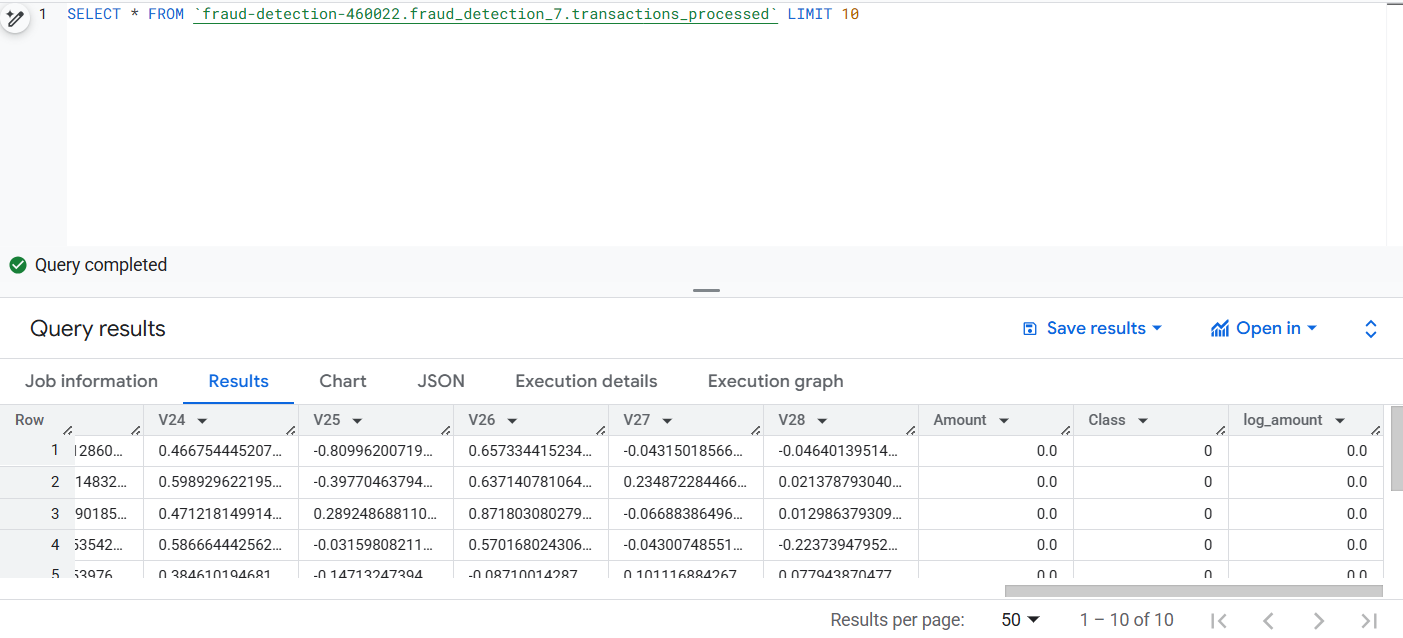 1 SELECT * FROM `fraud-detection-460022.fraud_detection_7.transactions_processed` LIMIT 10
Query completed
Query results Save results Open in
Job information Results Chart JSON Execution details Execution graph
Row V24 V25 V26 V27 V28 Amount Class log_amount
1 12860... 0.466754445207... -0.80996200719... 0.657334415234... -0.04315018566... -0.04640139514... 0.0 0 0.0
2 14832... 0.598929622195... -0.39770463794... 0.637140781064... 0.234872284466... 0.021378793040... 0.0 0 0.0
3 90185... 0.471218149914... 0.289248688110... 0.871803080279... -0.06688386496... 0.012986379309... 0.0 0 0.0
4 53542... 0.586664442562... -0.03159808211... 0.570168024306... -0.04300748551... -0.22373947952... 0.0 0 0.0
5 53976 0.384610194681 -0.14713247394 -0.08710014287 0.101116884267 0.077943870477 0.0 0 0.0
Results per page: 50 1 – 10 of 10